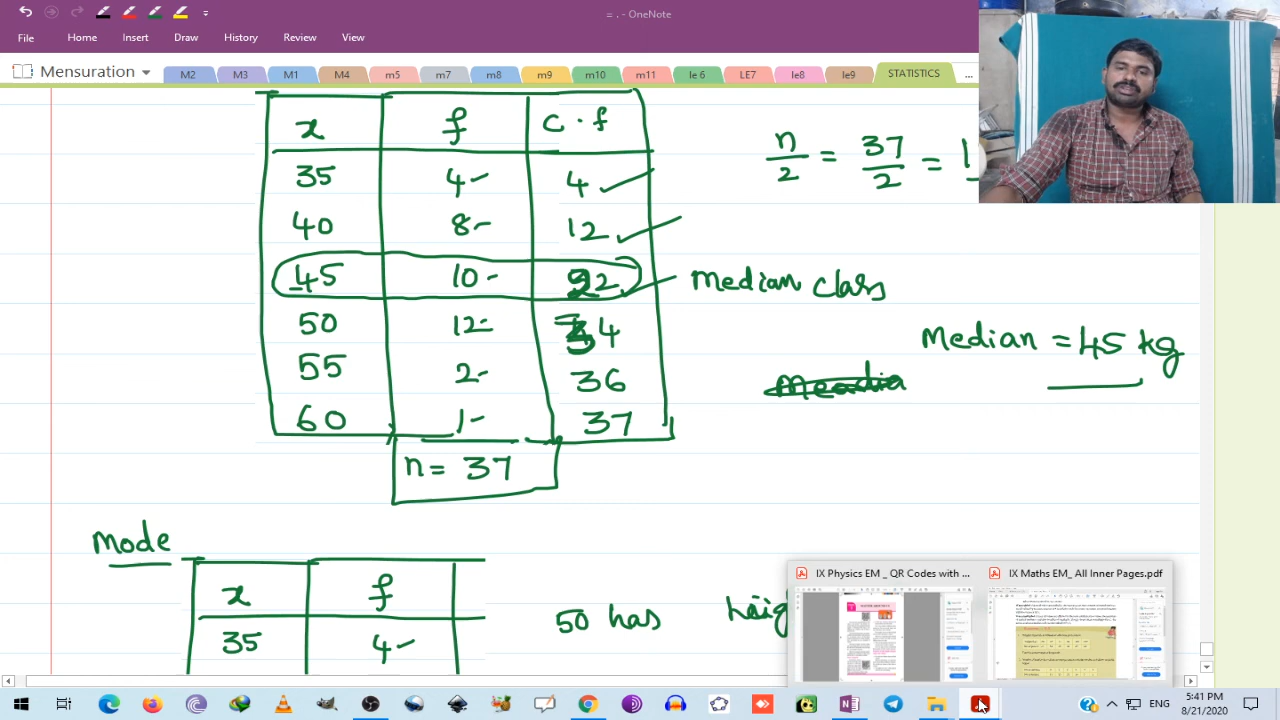 = . - OneNote
File Home Insert Draw History Review View
Mensuration M2 M3 M1 M4 m5 m7 m8 m9 m10 m11 le 6 LE7 le8 le9 STATISTICS ...
x f c.f
35 4 4
40 8 12
45 10 22
50 12 34
55 2 36
60 1 37
n = 37
n/2 = 37/2 = 1
Median class
Median = 45 kg
Mode
x f
35 4
50 has
IX Physics EM _ QR Codes with ... IX Maths EM_ All Inner Pages.pdf
ENG
5:41 PM
8/21/2020